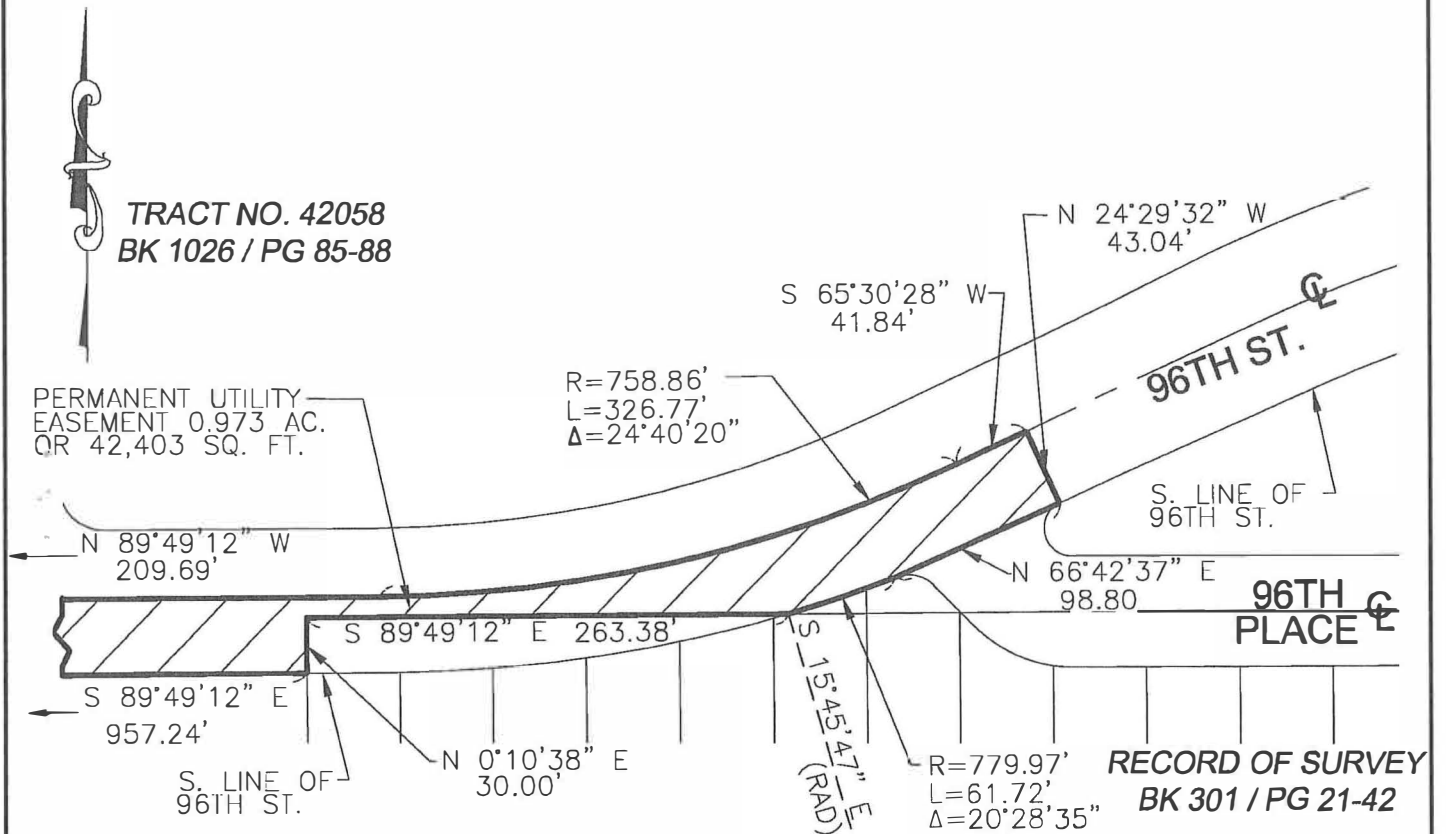 TRACT NO. 42058
BK 1026 / PG 85-88
N 24°29'32" W
43.04'
S 65°30'28" W
41.84'
R=758.86'
L=326.77'
Δ=24°40'20"
96TH ST. ℄
PERMANENT UTILITY
EASEMENT 0.973 AC.
OR 42,403 SQ. FT.
S. LINE OF
96TH ST.
N 89°49'12" W
209.69'
N 66°42'37" E
98.80
96TH
PLACE ℄
S 89°49'12" E 263.38'
S 89°49'12" E
957.24'
S 15°45'47" E
(RAD)
N 0°10'38" E
30.00'
S. LINE OF
96TH ST.
R=779.97'
L=61.72'
Δ=20°28'35"
RECORD OF SURVEY
BK 301 / PG 21-42